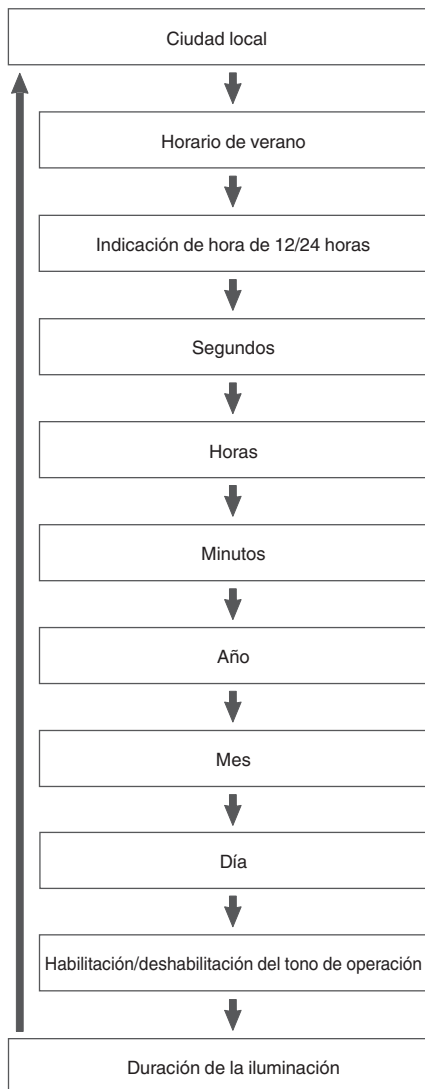 Ciudad local
Horario de verano
Indicación de hora de 12/24 horas
Segundos
Horas
Minutos
Año
Mes
Día
Habilitación/deshabilitación del tono de operación
Duración de la iluminación